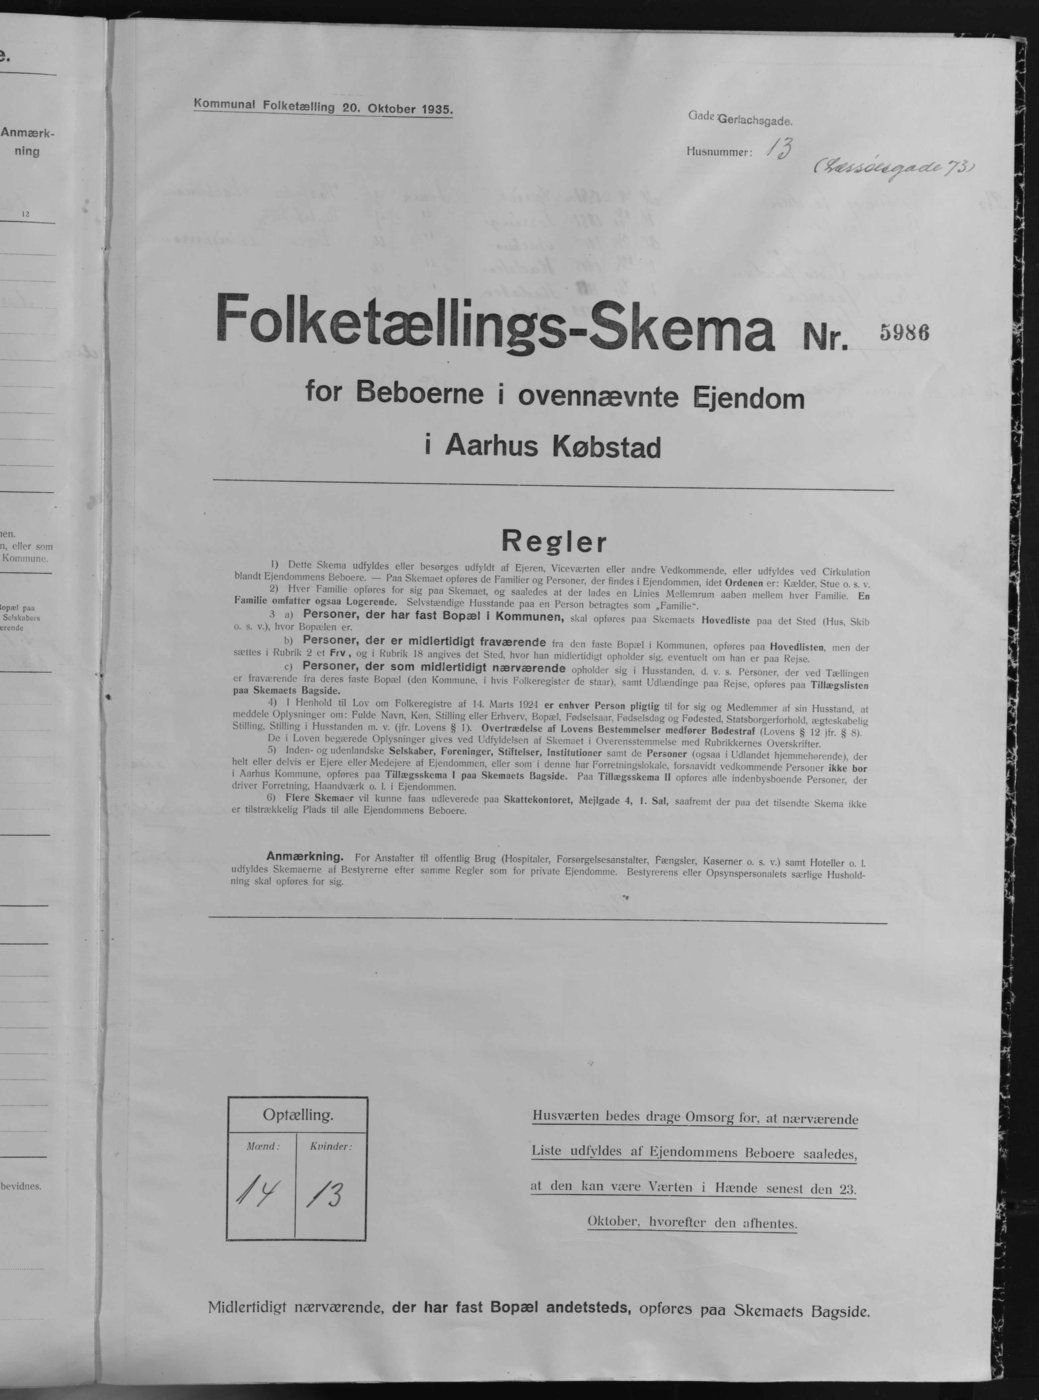 e.
Anmærk-
ning
12
nen.
n, eller som
Kommune.
Bopæl paa
Selskabers
ærende
bevidnes.
Kommunal Folketælling 20. Oktober 1935.
Gade: Gerlachsgade.
Husnummer: 13
(Læssøesgade 73)
Folketællings-Skema Nr. 5986
for Beboerne i ovennævnte Ejendom
i Aarhus Købstad
Regler
1) Dette Skema udfyldes eller besørges udfyldt af Ejeren, Viceværten eller andre Vedkommende, eller udfyldes ved Cirkulation
blandt Ejendommens Beboere. — Paa Skemaet opføres de Familier og Personer, der findes i Ejendommen, idet Ordenen er: Kælder, Stue o. s. v.
2) Hver Familie opføres for sig paa Skemaet, og saaledes at der lades en Linies Mellemrum aaben mellem hver Familie. En
Familie omfatter ogsaa Logerende. Selvstændige Husstande paa en Person betragtes som „Familie“.
3 a) Personer, der har fast Bopæl i Kommunen, skal opføres paa Skemaets Hovedliste paa det Sted (Hus, Skib
o. s. v.), hvor Bopælen er.
b) Personer, der er midlertidigt fraværende fra den faste Bopæl i Kommunen, opføres paa Hovedlisten, men der
sættes i Rubrik 2 et Frv., og i Rubrik 18 angives det Sted, hvor han midlertidigt opholder sig, eventuelt om han er paa Rejse.
c) Personer, der som midlertidigt nærværende opholder sig i Husstanden, d. v. s. Personer, der ved Tællingen
er fraværende fra deres faste Bopæl (den Kommune, i hvis Folkeregister de staar), samt Udlændinge paa Rejse, opføres paa Tillægslisten
paa Skemaets Bagside.
4) I Henhold til Lov om Folkeregistre af 14. Marts 1924 er enhver Person pligtig til for sig og Medlemmer af sin Husstand, at
meddele Oplysninger om: Fulde Navn, Køn, Stilling eller Erhverv, Bopæl, Fødselsaar, Fødselsdag og Fødested, Statsborgerforhold, ægteskabelig
Stilling, Stilling i Husstanden m. v. (jfr. Lovens § 1). Overtrædelse af Lovens Bestemmelser medfører Bødestraf (Lovens § 12 jfr. § 8).
De i Loven begærede Oplysninger gives ved Udfyldelsen af Skemaet i Overensstemmelse med Rubrikkernes Overskrifter.
5) Inden- og udenlandske Selskaber, Foreninger, Stiftelser, Institutioner samt de Personer (ogsaa i Udlandet hjemmehørende), der
helt eller delvis er Ejere eller Medejere af Ejendommen, eller som i denne har Forretningslokale, forsaavidt vedkommende Personer ikke bor
i Aarhus Kommune, opføres paa Tillægsskema I paa Skemaets Bagside. Paa Tillægsskema II opføres alle indenbysboende Personer, der
driver Forretning, Haandværk o. l. i Ejendommen.
6) Flere Skemaer vil kunne faas udleverede paa Skattekontoret, Mejlgade 4, 1. Sal, saafremt der paa det tilsendte Skema ikke
er tilstrækkelig Plads til alle Ejendommens Beboere.
Anmærkning. For Anstalter til offentlig Brug (Hospitaler, Forsørgelsesanstalter, Fængsler, Kaserner o. s. v.) samt Hoteller o. l.
udfyldes Skemaerne af Bestyrerne efter samme Regler som for private Ejendomme. Bestyrerens eller Opsynspersonalets særlige Hushold-
ning skal opføres for sig.
Optælling.
Mænd: Kvinder:
14 13
Husværten bedes drage Omsorg for, at nærværende
Liste udfyldes af Ejendommens Beboere saaledes,
at den kan være Værten i Hænde senest den 23.
Oktober, hvorefter den afhentes.
Midlertidigt nærværende, der har fast Bopæl andetsteds, opføres paa Skemaets Bagside.